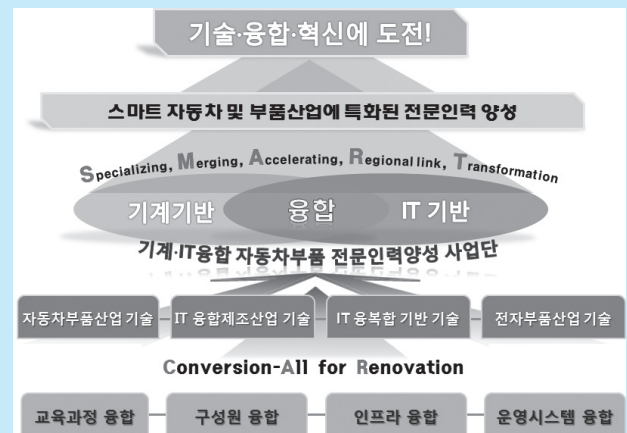 기술·융합·혁신에 도전!
스마트 자동차 및 부품산업에 특화된 전문인력 양성
Specializing, Merging, Accelerating, Regional link, Transformation
기계기반 융합 IT 기반
기계·IT융합 자동차부품 전문인력양성 사업단
자동차부품산업 기술 IT 융합제조산업 기술 IT 융복합 기반 기술 전자부품산업 기술
Conversion-All for Renovation
교육과정 융합 구성원 융합 인프라 융합 운영시스템 융합